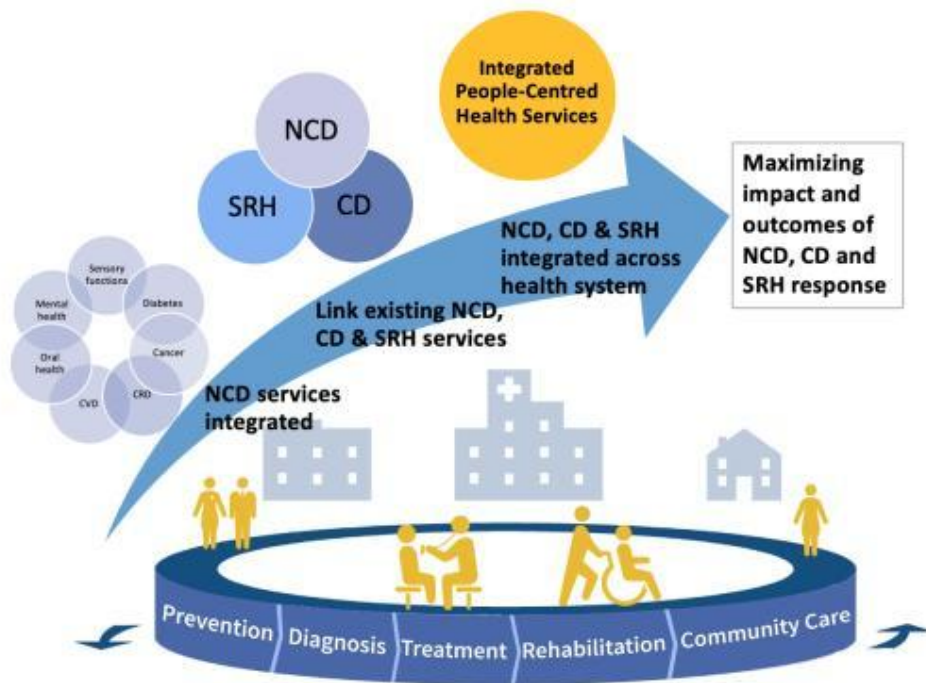 Integrated
People-Centred
Health Services
NCD
SRH
CD
Maximizing
impact and
outcomes of
NCD, CD and
SRH response
NCD, CD & SRH
integrated across
health system
Sensory
functions
Mental
health
Diabetes
Oral
health
Cancer
CVD
CRD
Link existing NCD,
CD & SRH services
NCD services
integrated
Prevention
Diagnosis
Treatment
Rehabilitation
Community Care